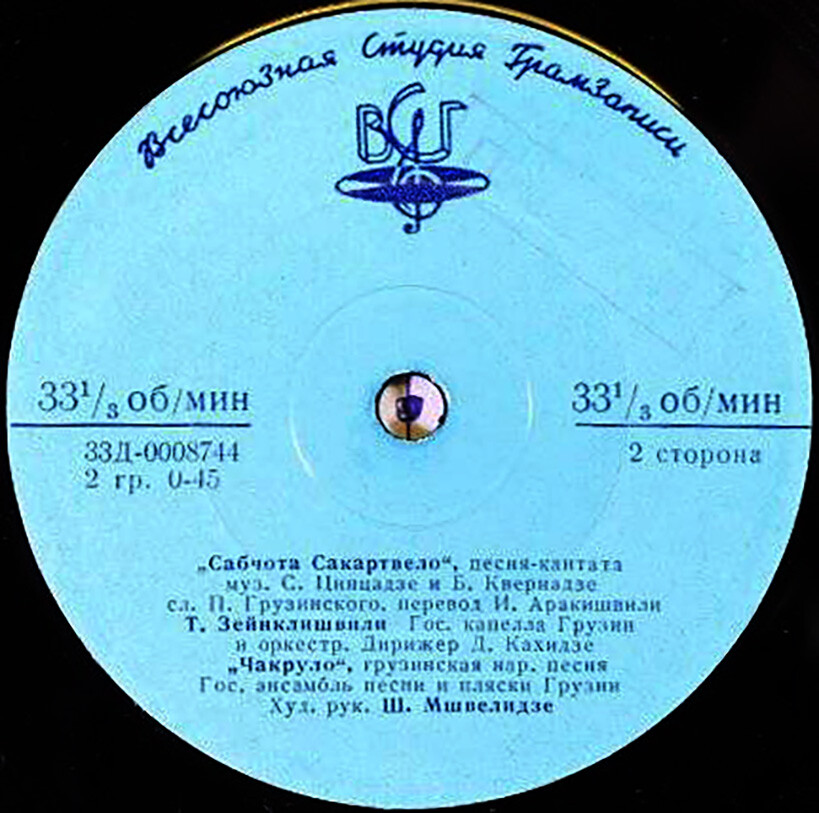 Всесоюзная Студия Грамзаписи
ВСГ
33¹/₃ об/мин
33¹/₃ об/мин
33Д-0008744
2 сторона
2 гр. 0-45
„Сабчота Сакартвело“, песня-кантата
муз. С. Цинцадзе и Б. Квернадзе
сл. П. Грузинского, перевод И. Аракишвили
Т. Зейнклишвили Гос. капелла Грузии
и оркестр. Дирижер Д. Кахидзе
„Чакруло“, грузинская нар. песня
Гос. ансамбль песни и пляски Грузии
Худ. рук. Ш. Мшвелидзе